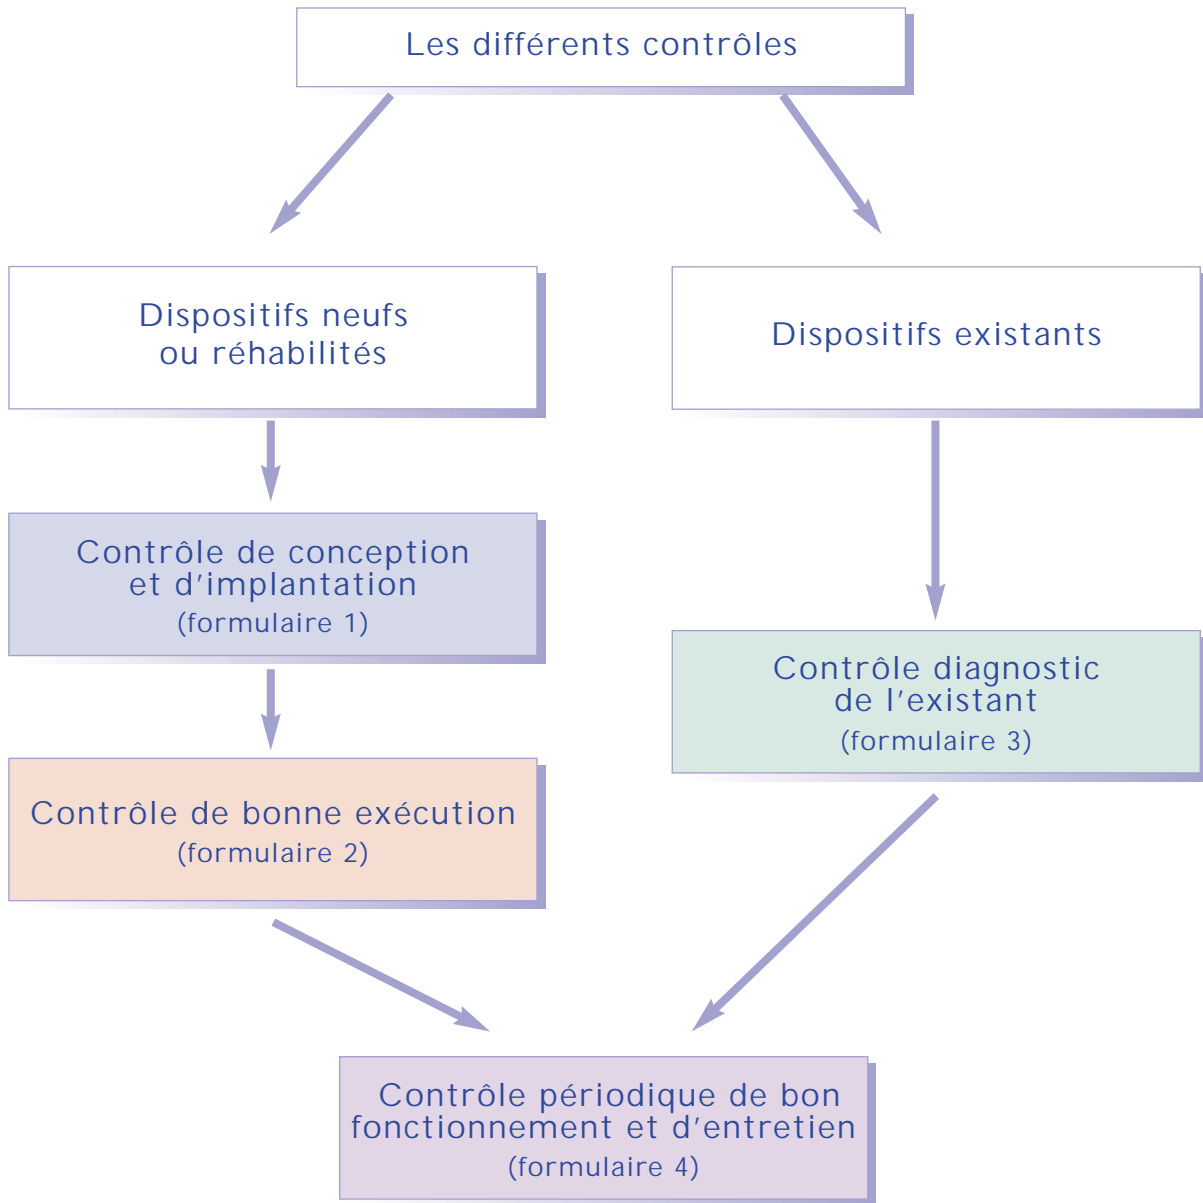 Les différents contrôles
Dispositifs neufs
ou réhabilités
Dispositifs existants
Contrôle de conception
et d'implantation
(formulaire 1)
Contrôle diagnostic
de l'existant
(formulaire 3)
Contrôle de bonne exécution
(formulaire 2)
Contrôle périodique de bon
fonctionnement et d'entretien
(formulaire 4)